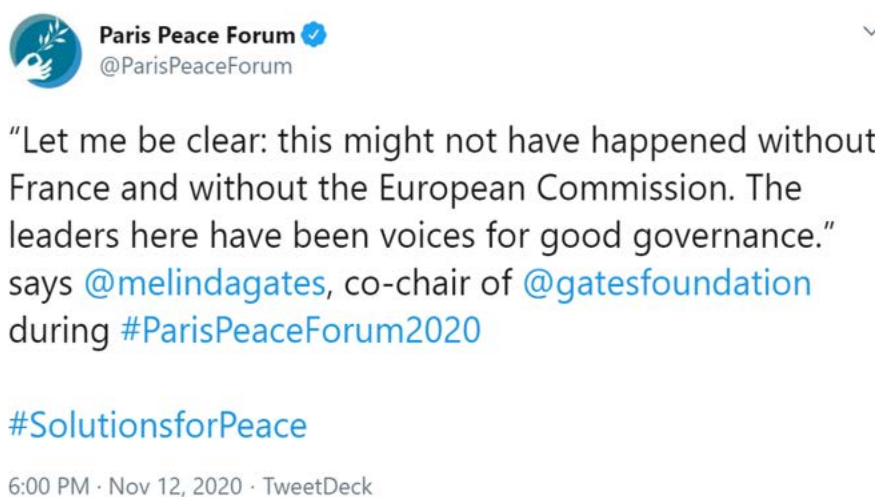 Paris Peace Forum
@ParisPeaceForum
“Let me be clear: this might not have happened without
France and without the European Commission. The
leaders here have been voices for good governance.”
says @melindagates, co-chair of @gatesfoundation
during #ParisPeaceForum2020
#SolutionsforPeace
6:00 PM · Nov 12, 2020 · TweetDeck